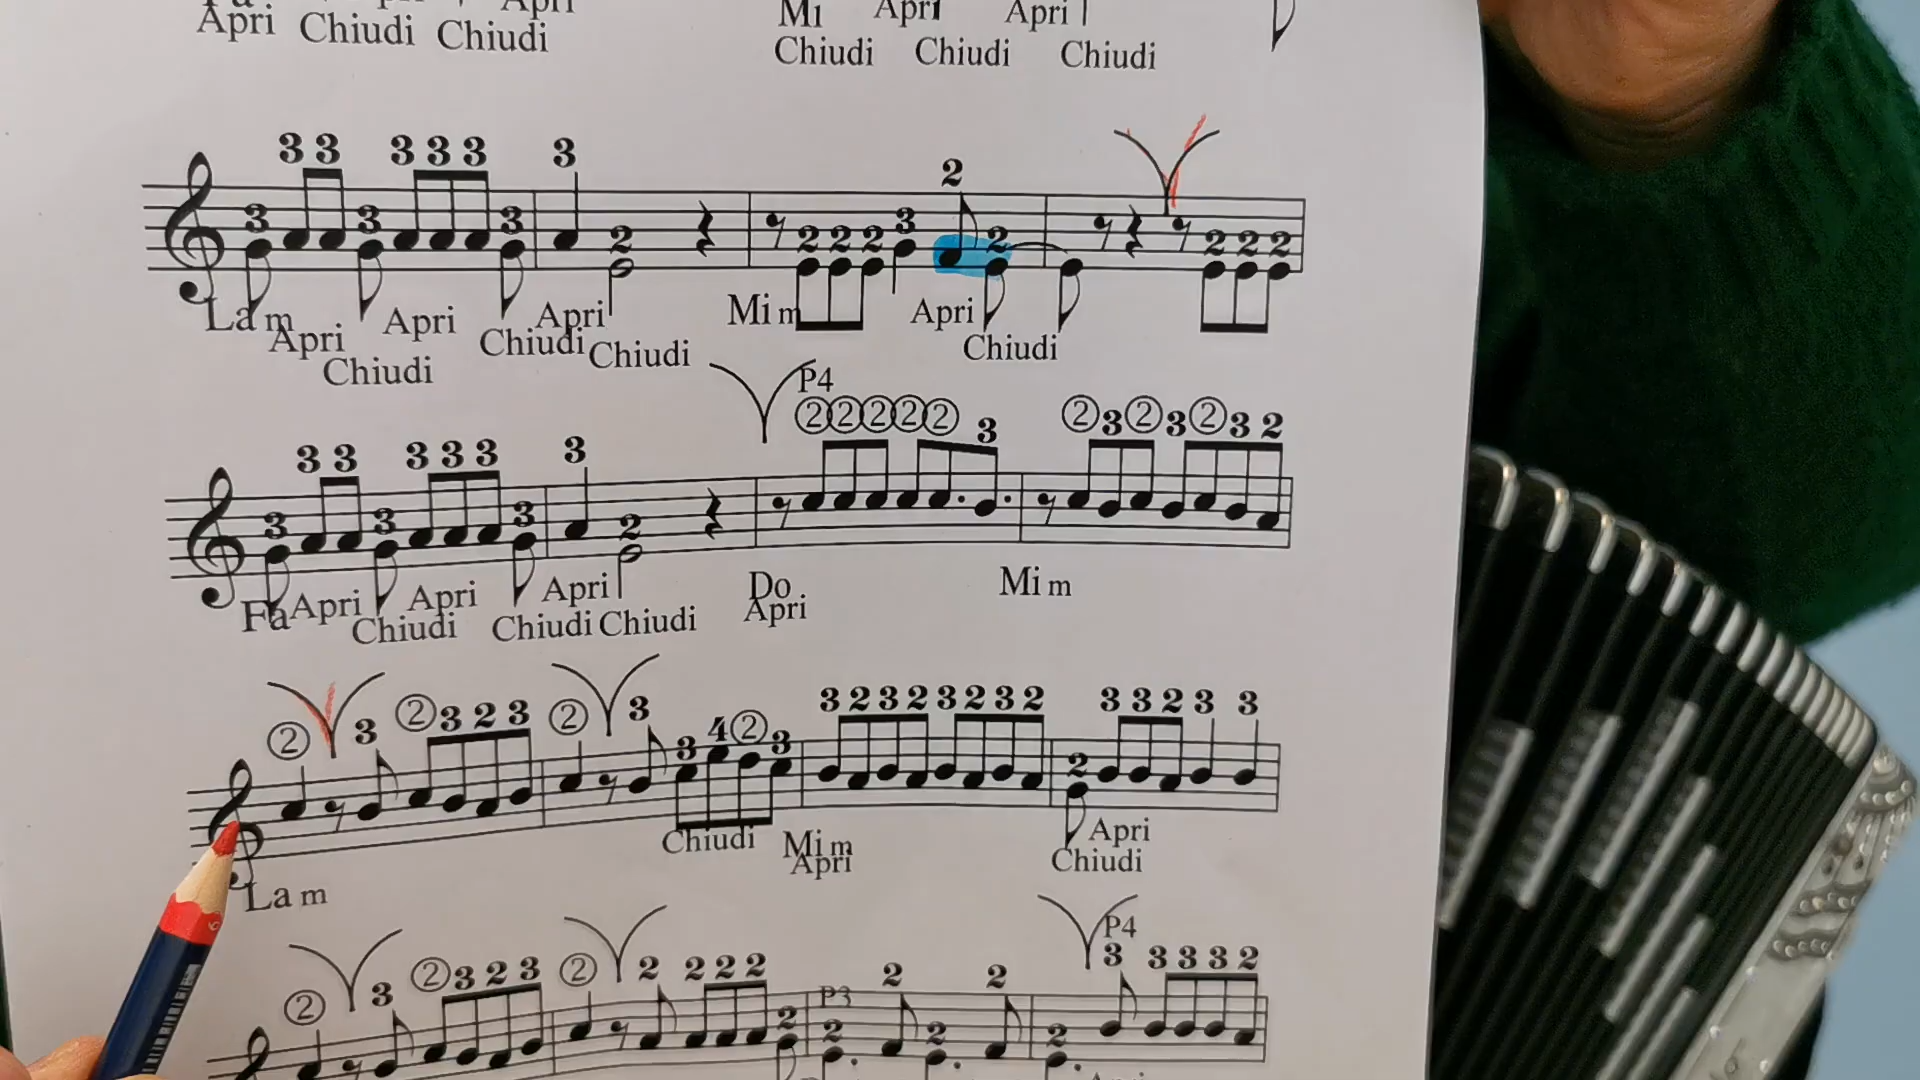 Apri Chiudi Chiudi
Mi Apri Apri
Chiudi Chiudi Chiudi
3 3 3 3 3 3 2
3 3 3 2 2 2 2 3 2 2 2 2
La m Apri Apri Chiudi Apri Mi m Apri
Chiudi Chiudi Chiudi
P4
3 3 3 3 3 3 ② ② ② ② ② 3 ② 3 ② 3 ② 3 2
3 3 3 2
Fa Apri Apri Apri Do Mi m
Chiudi Chiudi Chiudi Apri
② 3 ② 3 2 3 ② 3 3 4 ② 3 3 2 3 2 3 2 3 2 2 3 3 2 3 3
Chiudi Mi m Apri
La m Apri Chiudi
P4
② 3 ② 3 2 3 ② 2 2 2 2 2 2 2 3 3 3 3 2
P3
2 2 2